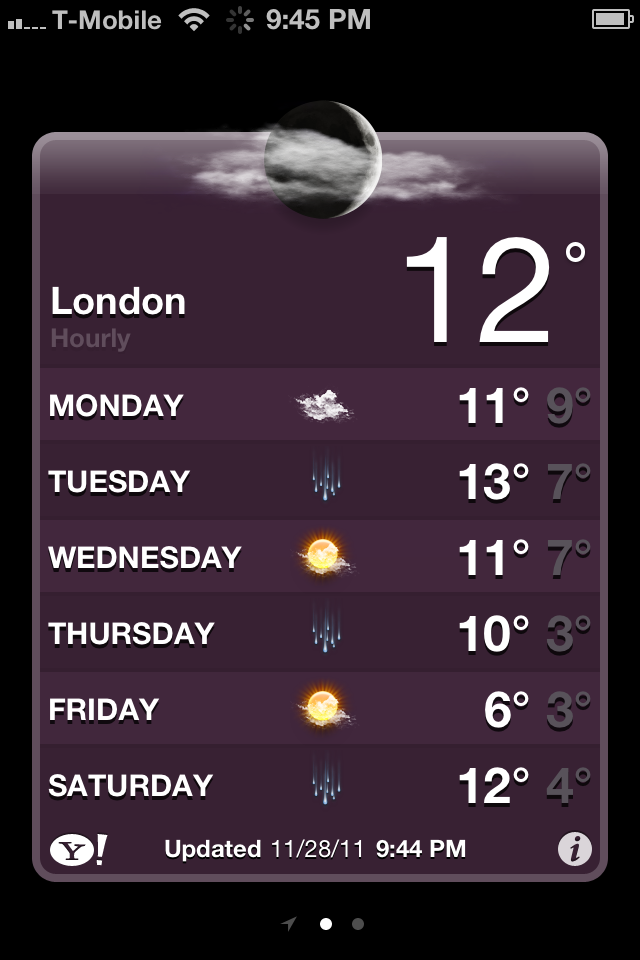 T-Mobile 9:45 PM
12°
London
Hourly
MONDAY 11° 9°
TUESDAY 13° 7°
WEDNESDAY 11° 7°
THURSDAY 10° 3°
FRIDAY 6° 3°
SATURDAY 12° 4°
Y! Updated 11/28/11 9:44 PM i